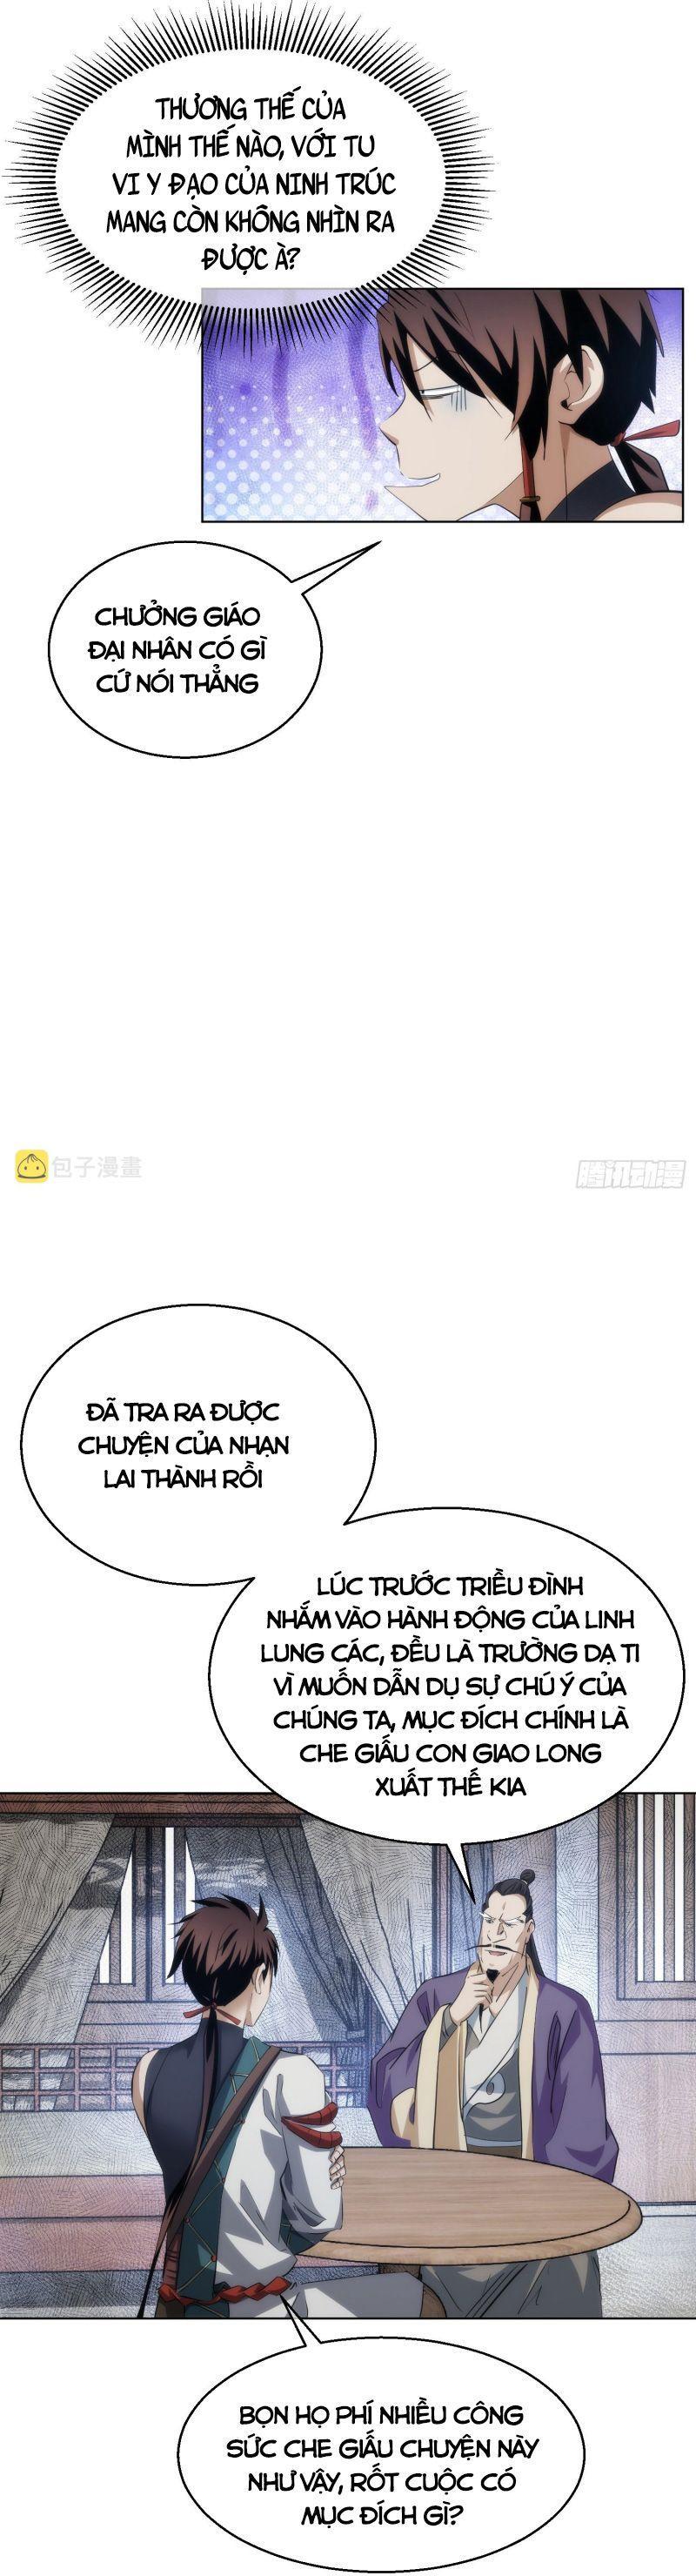 THƯƠNG THẾ CỦA
MÌNH THẾ NÀO, VỚI TU
VI Y ĐẠO CỦA NINH TRÚC
MANG CÒN KHÔNG NHÌN RA
ĐƯỢC À?
CHƯỞNG GIÁO
ĐẠI NHÂN CÓ GÌ
CỨ NÓI THẲNG
包子漫畫
腾讯动漫
ĐÃ TRA RA ĐƯỢC
CHUYỆN CỦA NHẠN
LAI THÀNH RỒI
LÚC TRƯỚC TRIỀU ĐÌNH
NHẮM VÀO HÀNH ĐỘNG CỦA LINH
LUNG CÁC, ĐỀU LÀ TRƯỜNG DẠ TI
VÌ MUỐN DẪN DỤ SỰ CHÚ Ý CỦA
CHÚNG TA, MỤC ĐÍCH CHÍNH LÀ
CHE GIẤU CON GIAO LONG
XUẤT THẾ KIA
BỌN HỌ PHÍ NHIỀU CÔNG
SỨC CHE GIẤU CHUYỆN NÀY
NHƯ VẬY, RỐT CUỘC CÓ
MỤC ĐÍCH GÌ?